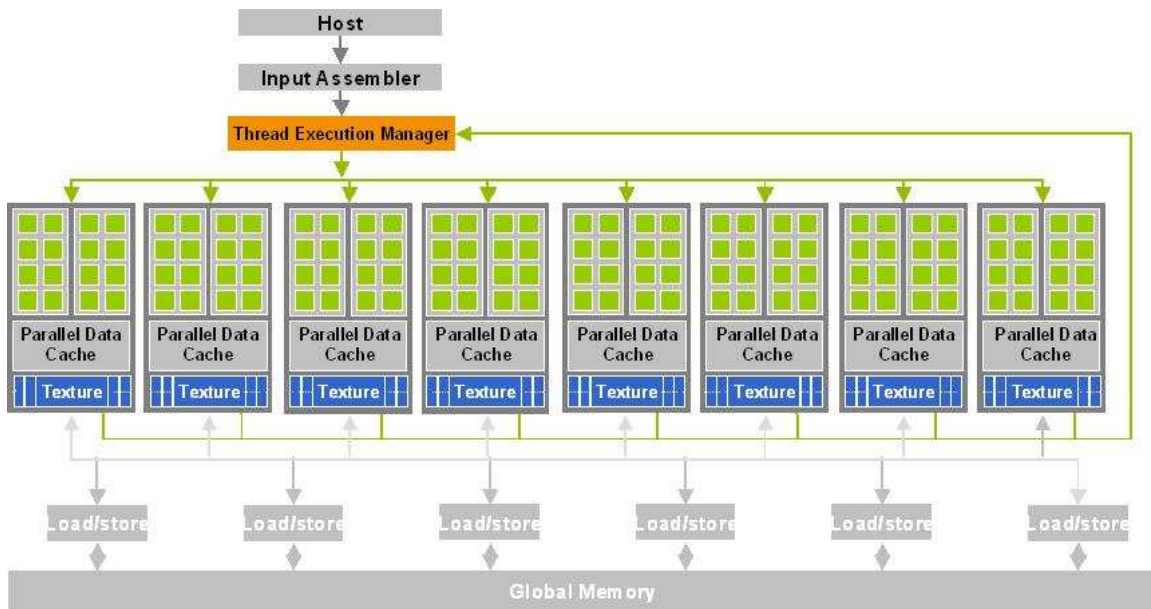 Host
Input Assembler
Thread Execution Manager
Parallel Data
Cache
Parallel Data
Cache
Parallel Data
Cache
Parallel Data
Cache
Parallel Data
Cache
Parallel Data
Cache
Parallel Data
Cache
Parallel Data
Cache
Texture
Texture
Texture
Texture
Texture
Texture
Texture
Texture
Load/store
Load/store
Load/store
Load/store
Load/store
Load/store
Global Memory